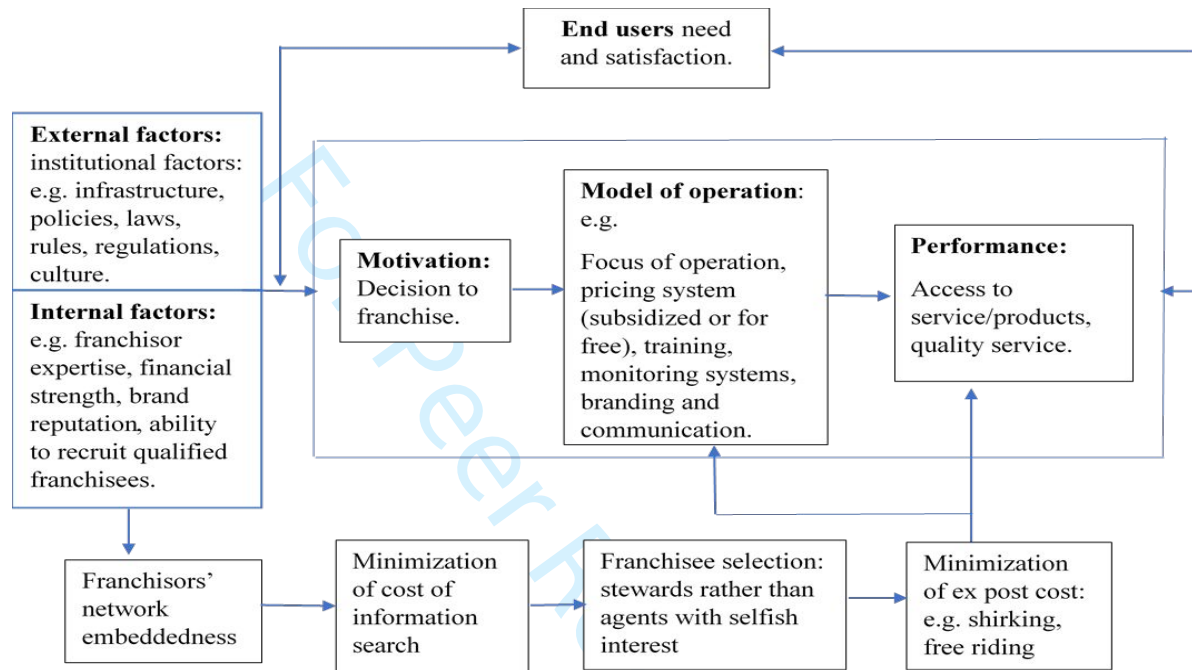 End users need
and satisfaction.
External factors:
institutional factors:
e.g. infrastructure,
policies, laws,
rules, regulations,
culture.
Internal factors:
e.g. franchisor
expertise, financial
strength, brand
reputation, ability
to recruit qualified
franchisees.
Motivation:
Decision to
franchise.
Model of operation:
e.g.
Focus of operation,
pricing system
(subsidized or for
free), training,
monitoring systems,
branding and
communication.
Performance:
Access to
service/products,
quality service.
Franchisors'
network
embeddedness
Minimization
of cost of
information
search
Franchisee selection:
stewards rather than
agents with selfish
interest
Minimization
of ex post cost:
e.g. shirking,
free riding
For Peer R